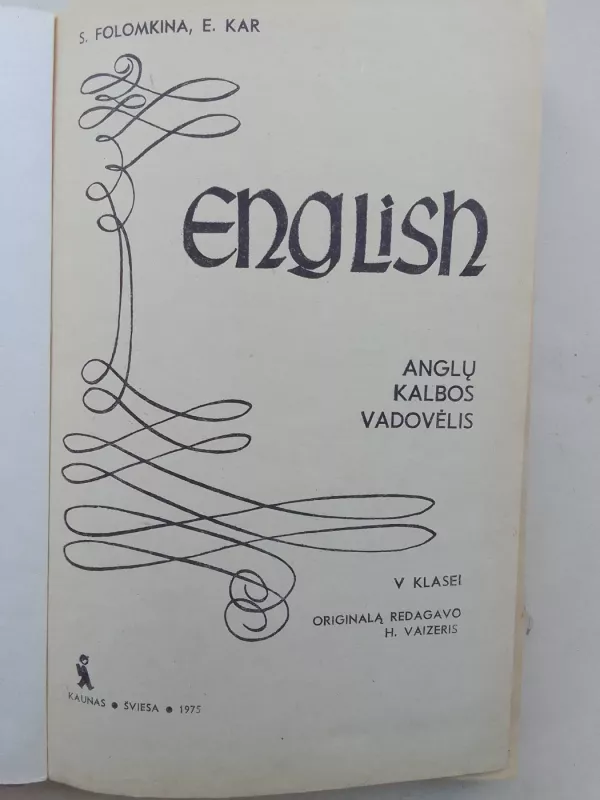 S. FOLOMKINA, E. KAR
English
ANGLŲ
KALBOS
VADOVĖLIS
V KLASEI
ORIGINALĄ REDAGAVO
H. VAIZERIS
KAUNAS ● ŠVIESA ● 1975